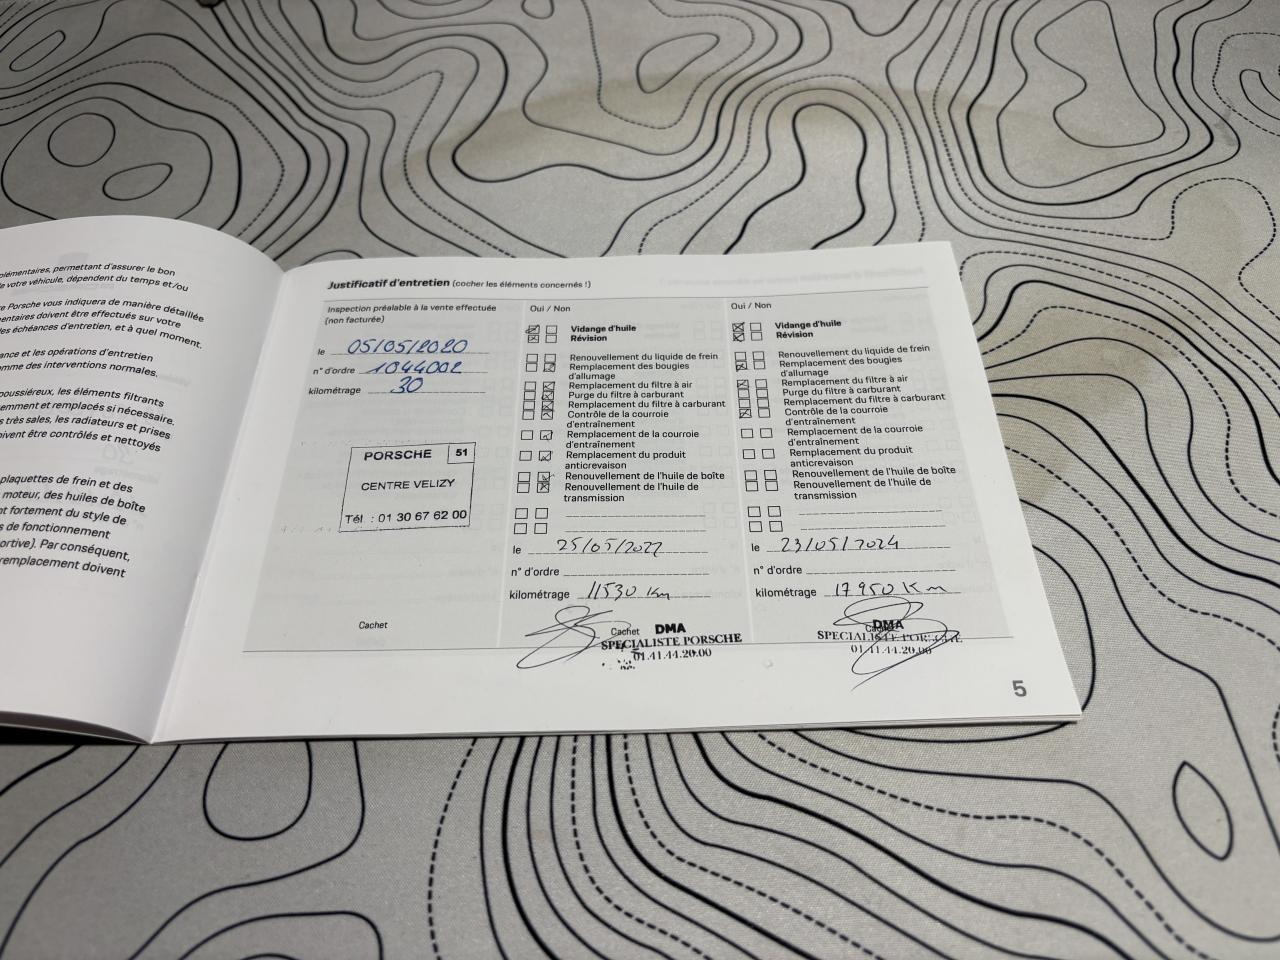 plémentaires, permettant d'assurer le bon
votre véhicule, dépendent du temps et/ou
Porsche vous indiquera de manière détaillée
mentaires doivent être effectués sur votre
les échéances d'entretien, et à quel moment.
ance et les opérations d'entretien
omme des interventions normales.
oussiéreux, les éléments filtrants
emment et remplacés si nécessaire.
très sales, les radiateurs et prises
oivent être contrôlés et nettoyés
plaquettes de frein et des
moteur, des huiles de boîte
nt fortement du style de
s de fonctionnement
ortive). Par conséquent,
remplacement doivent
Justificatif d'entretien (cocher les éléments concernés !)
Inspection préalable à la vente effectuée
(non facturée)
le 05/05/2020
n° d'ordre 1044002
kilométrage 30
PORSCHE 51
CENTRE VELIZY
Tél : 01 30 67 62 00
Cachet
Oui / Non
Vidange d'huile
Révision
Renouvellement du liquide de frein
Remplacement des bougies
d'allumage
Remplacement du filtre à air
Purge du filtre à carburant
Remplacement du filtre à carburant
Contrôle de la courroie
d'entraînement
Remplacement de la courroie
d'entraînement
Remplacement du produit
anticrevaison
Renouvellement de l'huile de boîte
Renouvellement de l'huile de
transmission
le 25/05/2022
n° d'ordre
kilométrage 11530 Km
Cachet DMA
SPECIALISTE PORSCHE
01.41.44.20.00
Oui / Non
Vidange d'huile
Révision
Renouvellement du liquide de frein
Remplacement des bougies
d'allumage
Remplacement du filtre à air
Purge du filtre à carburant
Remplacement du filtre à carburant
Contrôle de la courroie
d'entraînement
Remplacement de la courroie
d'entraînement
Remplacement du produit
anticrevaison
Renouvellement de l'huile de boîte
Renouvellement de l'huile de
transmission
le 23/05/2024
n° d'ordre
kilométrage 17950 Km
Cachet DMA
SPECIALISTE PORSCHE
01.41.44.20.00
5